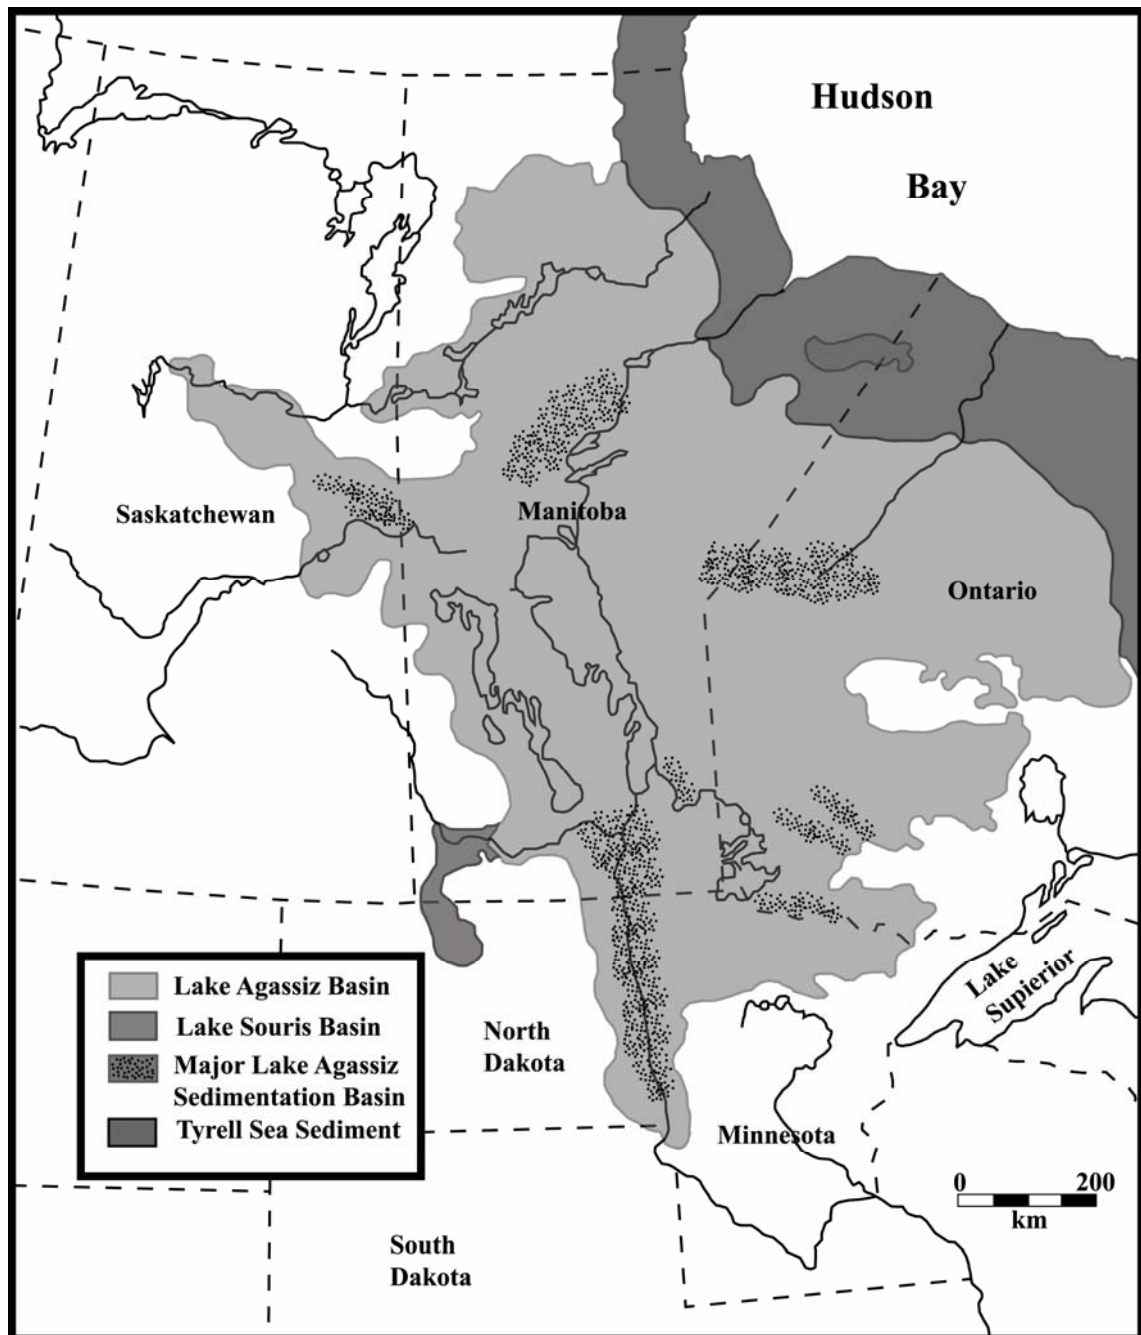 Hudson
Bay
Saskatchewan
Manitoba
Ontario
Lake Agassiz Basin
Lake Souris Basin
Major Lake Agassiz
Sedimentation Basin
Tyrell Sea Sediment
North
Dakota
Lake
Supierior
Minnesota
0 200
km
South
Dakota